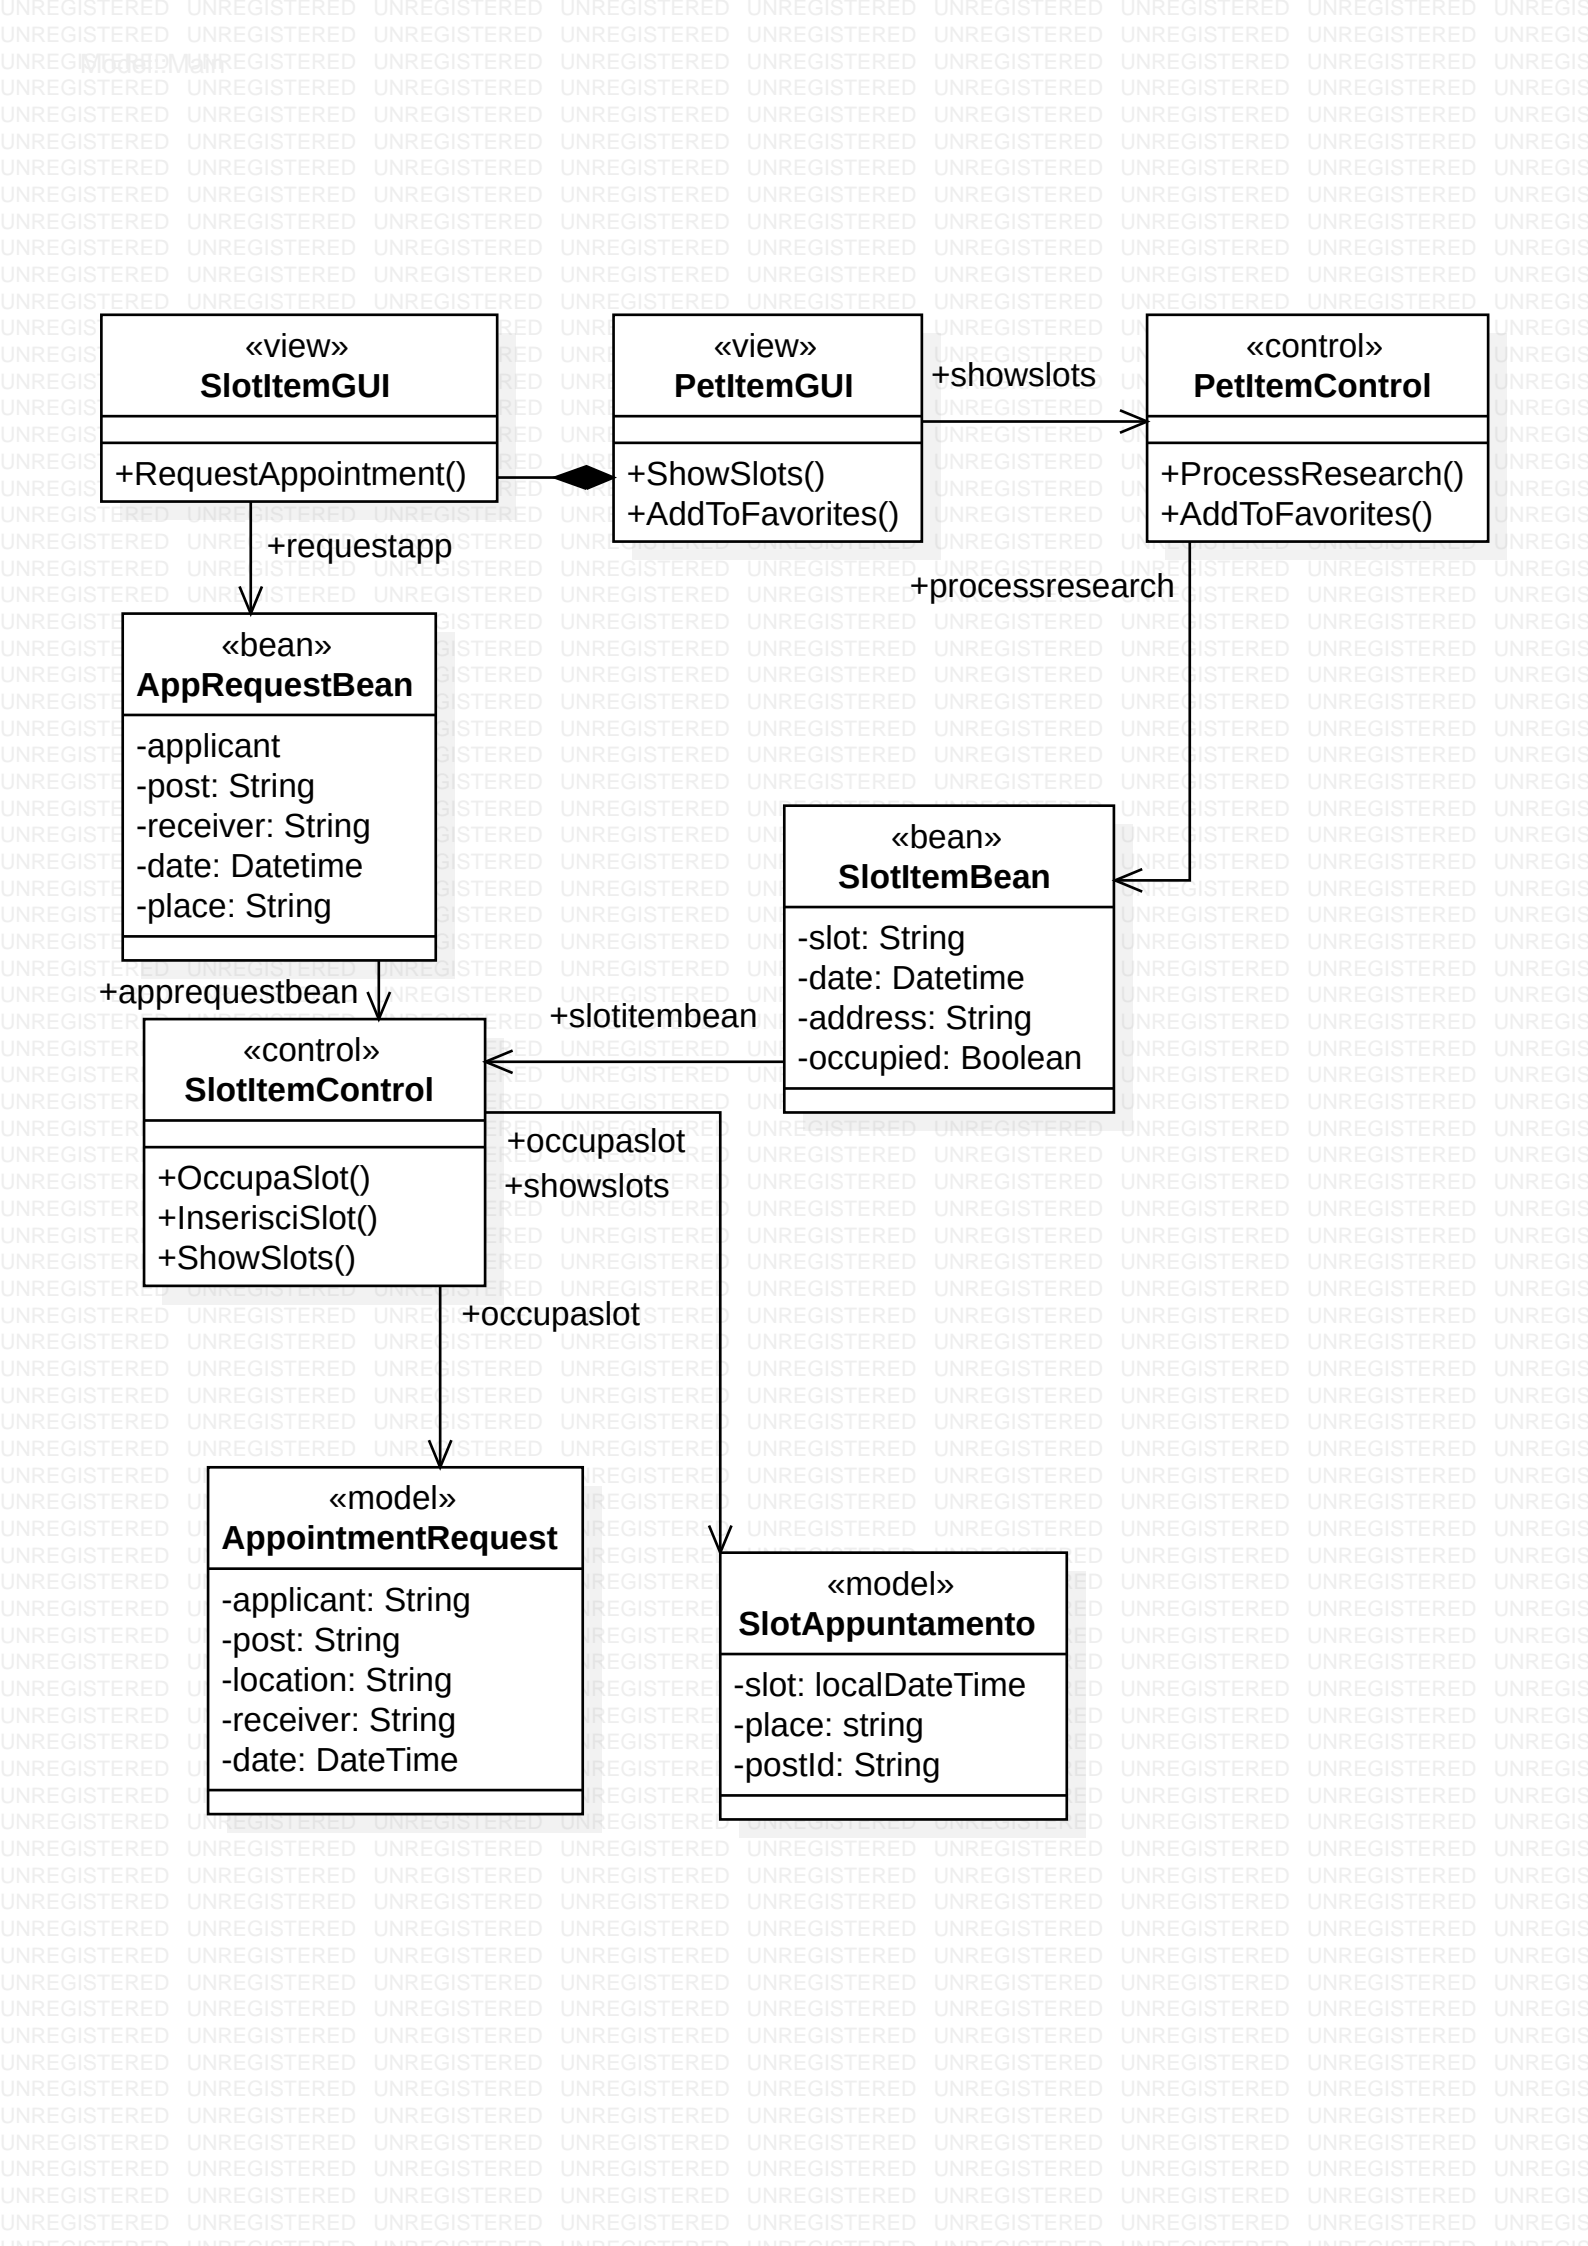 Model::Main
«view»
SlotItemGUI
+RequestAppointment()
«view»
PetItemGUI
+ShowSlots()
+AddToFavorites()
+showslots
«control»
PetItemControl
+ProcessResearch()
+AddToFavorites()
+requestapp
+processresearch
«bean»
AppRequestBean
-applicant
-post: String
-receiver: String
-date: Datetime
-place: String
«bean»
SlotItemBean
-slot: String
-date: Datetime
-address: String
-occupied: Boolean
+apprequestbean
+slotitembean
«control»
SlotItemControl
+OccupaSlot()
+InserisciSlot()
+ShowSlots()
+occupaslot
+showslots
+occupaslot
«model»
AppointmentRequest
-applicant: String
-post: String
-location: String
-receiver: String
-date: DateTime
«model»
SlotAppuntamento
-slot: localDateTime
-place: string
-postId: String
UNREGISTERED